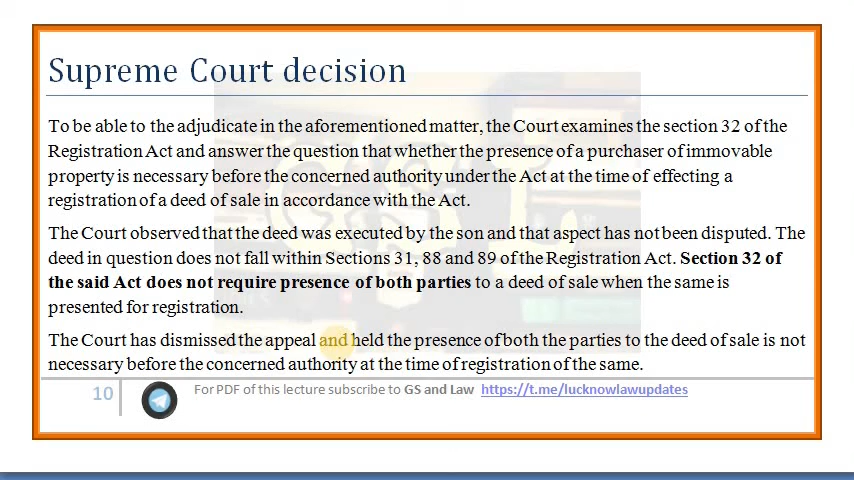 Supreme Court decision
To be able to the adjudicate in the aforementioned matter, the Court examines the section 32 of the
Registration Act and answer the question that whether the presence of a purchaser of immovable
property is necessary before the concerned authority under the Act at the time of effecting a
registration of a deed of sale in accordance with the Act.
The Court observed that the deed was executed by the son and that aspect has not been disputed. The
deed in question does not fall within Sections 31, 88 and 89 of the Registration Act. Section 32 of
the said Act does not require presence of both parties to a deed of sale when the same is
presented for registration.
The Court has dismissed the appeal and held the presence of both the parties to the deed of sale is not
necessary before the concerned authority at the time of registration of the same.
10
For PDF of this lecture subscribe to GS and Law https://t.me/lucknowlawupdates